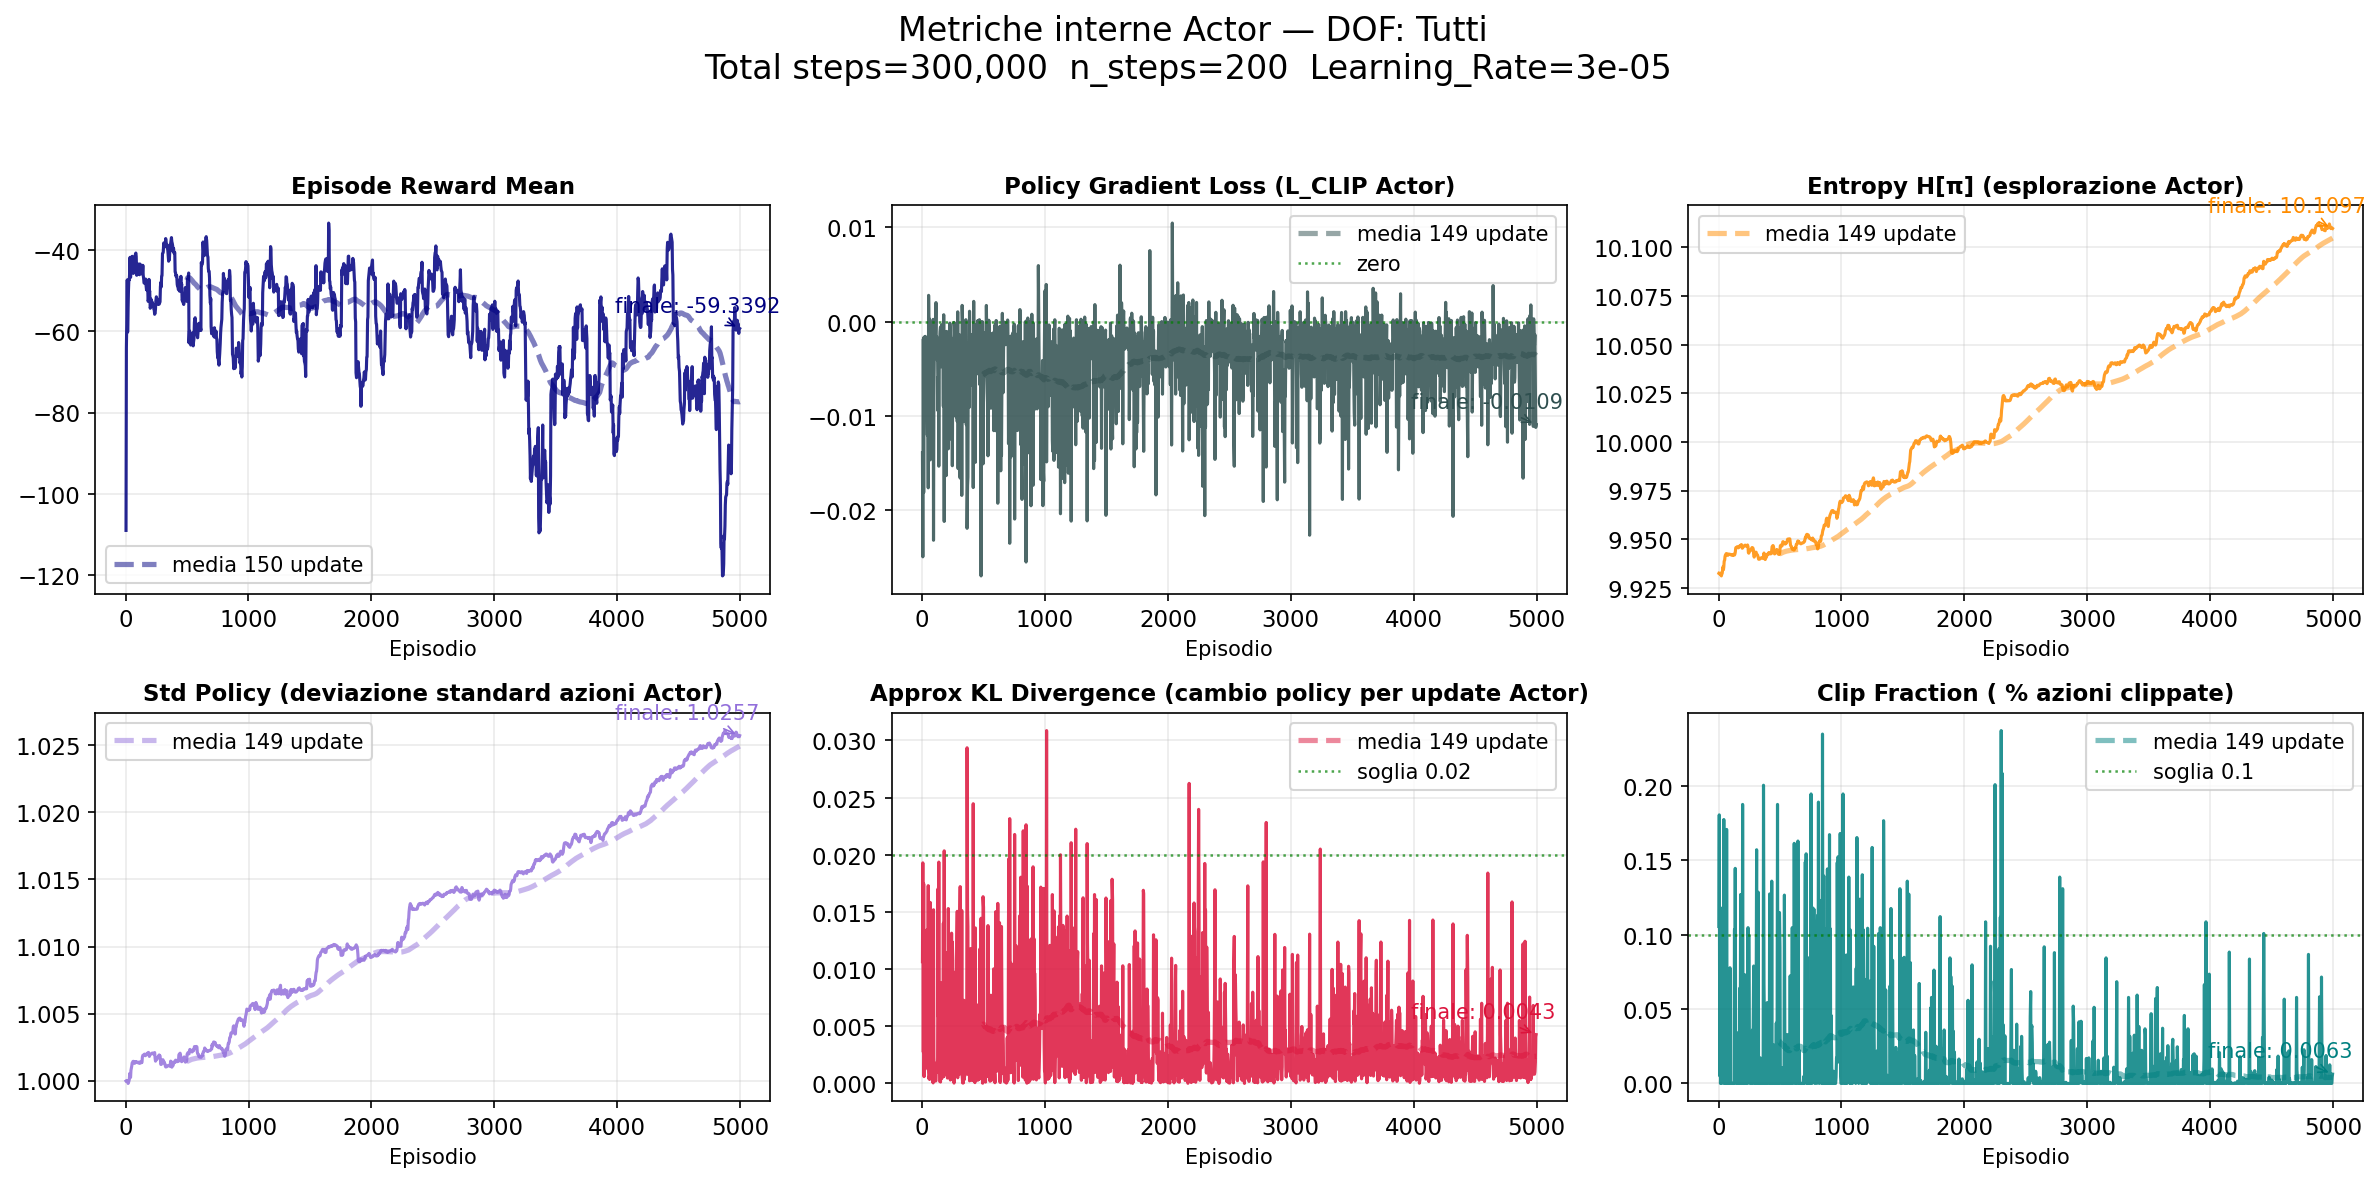 Metriche interne Actor — DOF: Tutti
Total steps=300,000  n_steps=200  Learning_Rate=3e-05
Episode Reward Mean
−40
−60
−80
−100
−120
finale: -59.3392
media 150 update
0 1000 2000 3000 4000 5000
Episodio
Policy Gradient Loss (L_CLIP Actor)
0.01
0.00
−0.01
−0.02
media 149 update
zero
finale: -0.0109
0 1000 2000 3000 4000 5000
Episodio
Entropy H[π] (esplorazione Actor)
finale: 10.1097
media 149 update
10.100
10.075
10.050
10.025
10.000
9.975
9.950
9.925
0 1000 2000 3000 4000 5000
Episodio
Std Policy (deviazione standard azioni Actor)
finale: 1.0257
media 149 update
1.025
1.020
1.015
1.010
1.005
1.000
0 1000 2000 3000 4000 5000
Episodio
Approx KL Divergence (cambio policy per update Actor)
media 149 update
soglia 0.02
0.030
0.025
0.020
0.015
0.010
0.005
0.000
finale: 0.0043
0 1000 2000 3000 4000 5000
Episodio
Clip Fraction ( % azioni clippate)
media 149 update
soglia 0.1
0.20
0.15
0.10
0.05
0.00
finale: 0.0063
0 1000 2000 3000 4000 5000
Episodio